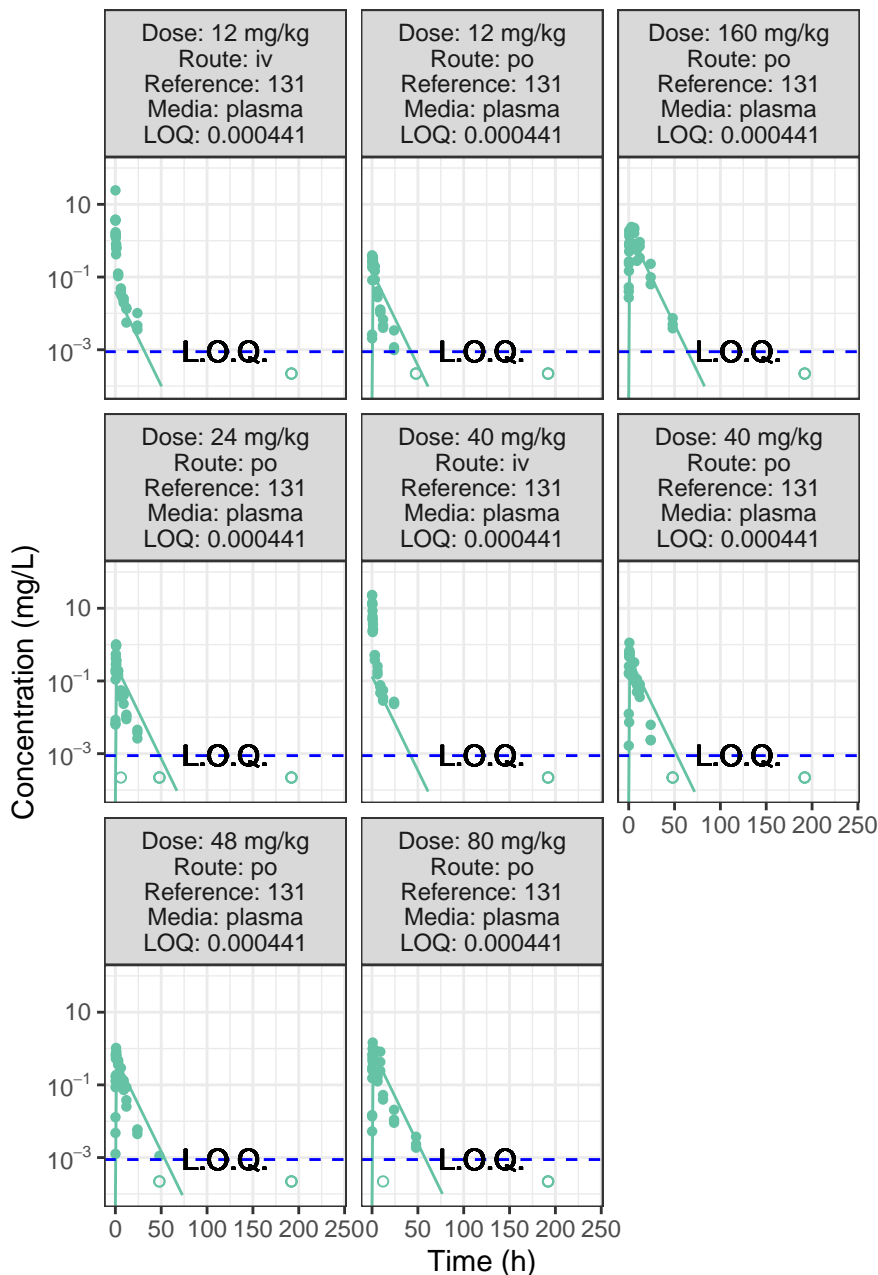 Dose: 12 mg/kg
Route: iv
Reference: 131
Media: plasma
LOQ: 0.000441
Dose: 12 mg/kg
Route: po
Reference: 131
Media: plasma
LOQ: 0.000441
Dose: 160 mg/kg
Route: po
Reference: 131
Media: plasma
LOQ: 0.000441
10
10⁻¹
10⁻³
L.O.Q.
L.O.Q.
L.O.Q.
Dose: 24 mg/kg
Route: po
Reference: 131
Media: plasma
LOQ: 0.000441
Dose: 40 mg/kg
Route: iv
Reference: 131
Media: plasma
LOQ: 0.000441
Dose: 40 mg/kg
Route: po
Reference: 131
Media: plasma
LOQ: 0.000441
Concentration (mg/L)
10
10⁻¹
10⁻³
L.O.Q.
L.O.Q.
L.O.Q.
0 50 100 150 200 250
Dose: 48 mg/kg
Route: po
Reference: 131
Media: plasma
LOQ: 0.000441
Dose: 80 mg/kg
Route: po
Reference: 131
Media: plasma
LOQ: 0.000441
10
10⁻¹
10⁻³
L.O.Q.
L.O.Q.
0 50 100 150 200 250
0 50 100 150 200 250
Time (h)